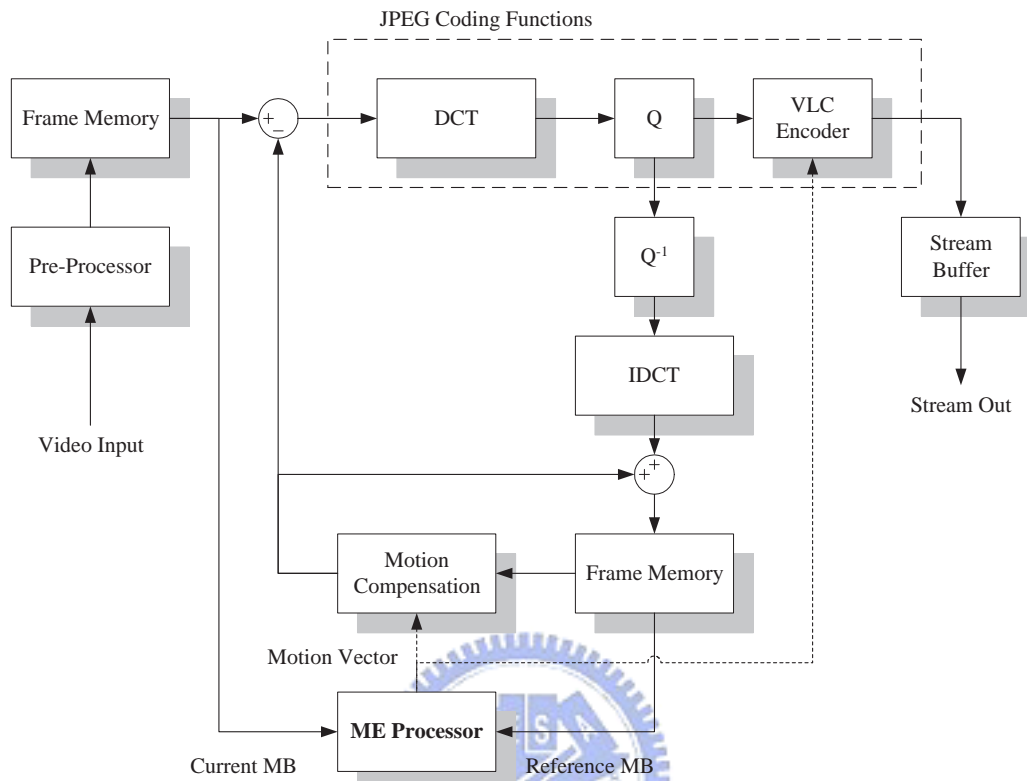 JPEG Coding Functions
Frame Memory
+
−
DCT
Q
VLC
Encoder
Pre-Processor
Q-1
Stream
Buffer
IDCT
Video Input
Stream Out
+
+
Motion
Compensation
Frame Memory
Motion Vector
ME Processor
Current MB
Reference MB